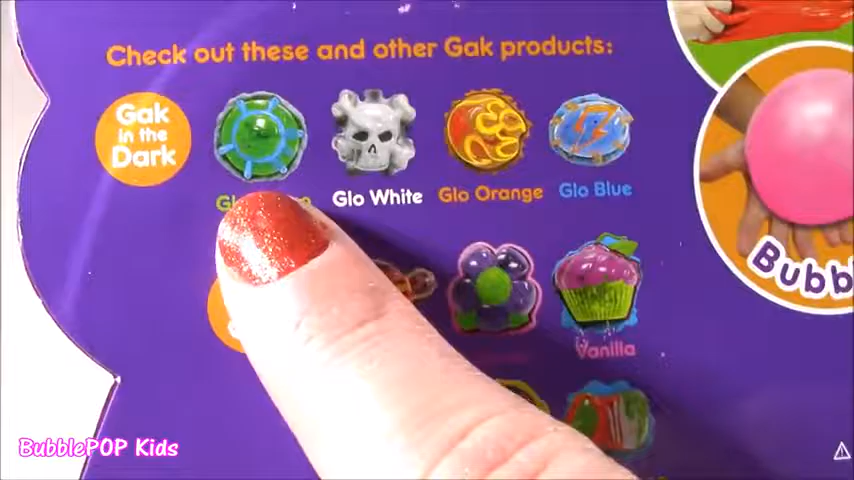 Check out these and other Gak products:
Gak
in the
Dark
Glo White
Glo Orange
Glo Blue
Vanilla
BubblePOP Kids